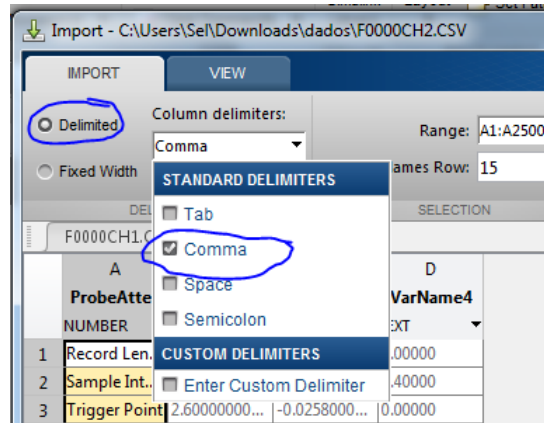 Import - C:\Users\Sel\Downloads\dados\F0000CH2.CSV
IMPORT VIEW
Delimited
Column delimiters:
Comma
Range: A1:A2500
Fixed Width
ames Row: 15
STANDARD DELIMITERS
Tab
Comma
Space
Semicolon
CUSTOM DELIMITERS
Enter Custom Delimiter
SELECTION
F0000CH1.
A D
ProbeAtte VarName4
NUMBER EXT
1 Record Len... .00000
2 Sample Int... .40000
3 Trigger Point 2.60000000... -0.0258000... 0.00000